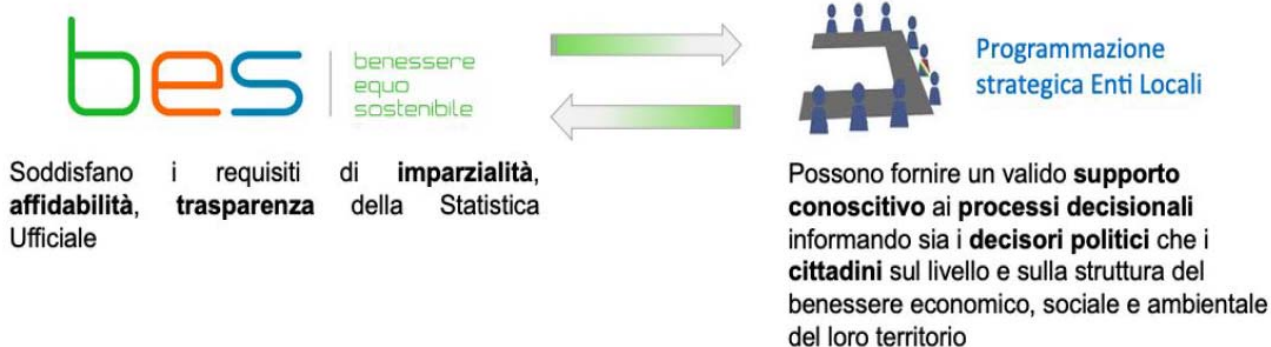 bes
benessere
equo
sostenibile
Programmazione
strategica Enti Locali
Soddisfano i requisiti di imparzialità,
affidabilità, trasparenza della Statistica
Ufficiale
Possono fornire un valido supporto
conoscitivo ai processi decisionali
informando sia i decisori politici che i
cittadini sul livello e sulla struttura del
benessere economico, sociale e ambientale
del loro territorio